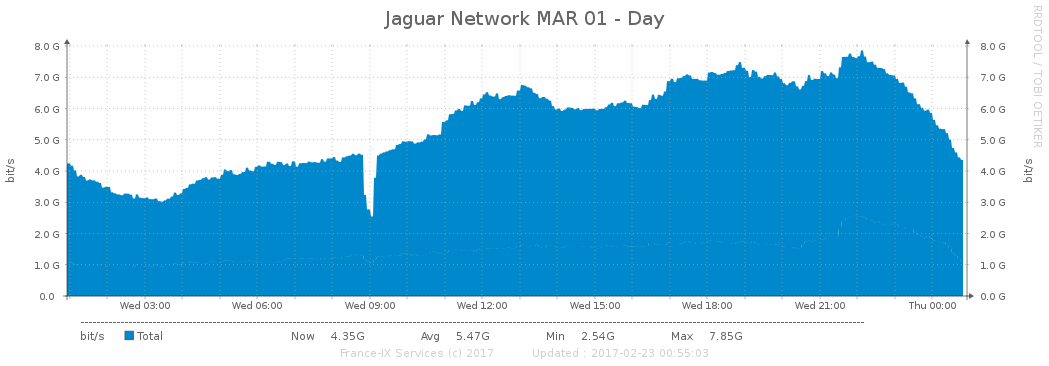 Jaguar Network MAR 01 - Day
RRDTOOL / TOBI OETIKER
8.0 G 8.0 G
7.0 G 7.0 G
6.0 G 6.0 G
5.0 G 5.0 G
4.0 G 4.0 G
3.0 G 3.0 G
2.0 G 2.0 G
1.0 G 1.0 G
0.0 0.0 G
bit/s
bit/s
Wed 03:00 Wed 06:00 Wed 09:00 Wed 12:00 Wed 15:00 Wed 18:00 Wed 21:00 Thu 00:00
bit/s Total Now 4.35G Avg 5.47G Min 2.54G Max 7.85G
France-IX Services (c) 2017 Updated : 2017-02-23 00:55:03